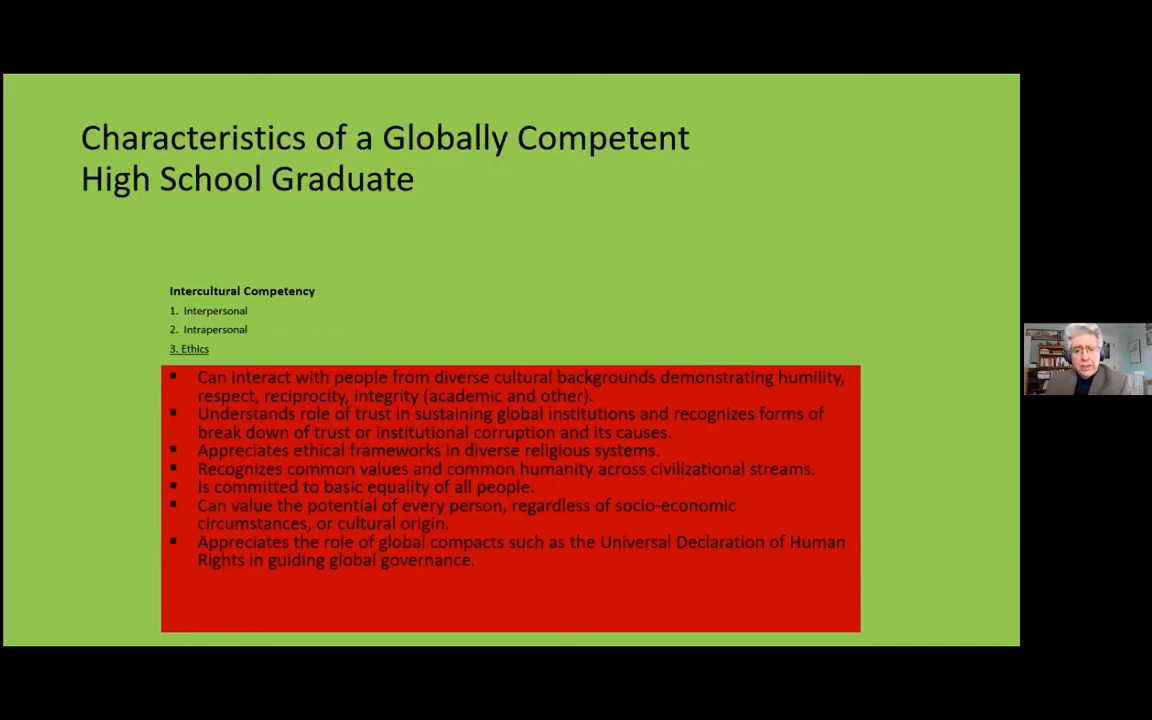 Characteristics of a Globally Competent
High School Graduate
Intercultural Competency
1. Interpersonal
2. Intrapersonal
3. Ethics
▪ Can interact with people from diverse cultural backgrounds demonstrating humility,
respect, reciprocity, integrity (academic and other).
▪ Understands role of trust in sustaining global institutions and recognizes forms of
break down of trust or institutional corruption and its causes.
▪ Appreciates ethical frameworks in diverse religious systems.
▪ Recognizes common values and common humanity across civilizational streams.
▪ Is committed to basic equality of all people.
▪ Can value the potential of every person, regardless of socio-economic
circumstances, or cultural origin.
▪ Appreciates the role of global compacts such as the Universal Declaration of Human
Rights in guiding global governance.